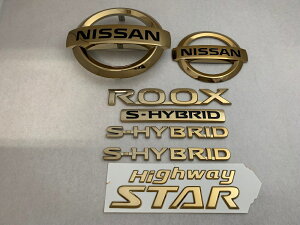 NISSAN
NISSAN
ROOX
S-HYBRID
S-HYBRID
S-HYBRID
Highway
STAR